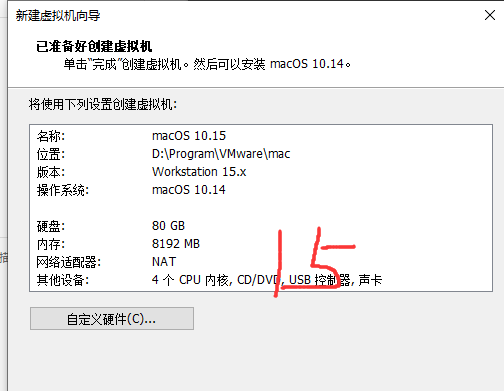 新建虚拟机向导
已准备好创建虚拟机
单击“完成”创建虚拟机。然后可以安装 macOS 10.14。
将使用下列设置创建虚拟机:
名称: macOS 10.15
位置: D:\Program\VMware\mac
版本: Workstation 15.x
操作系统: macOS 10.14
硬盘: 80 GB
内存: 8192 MB
网络适配器: NAT
其他设备: 4 个 CPU 内核, CD/DVD, USB 控制器, 声卡
15
自定义硬件(C)...